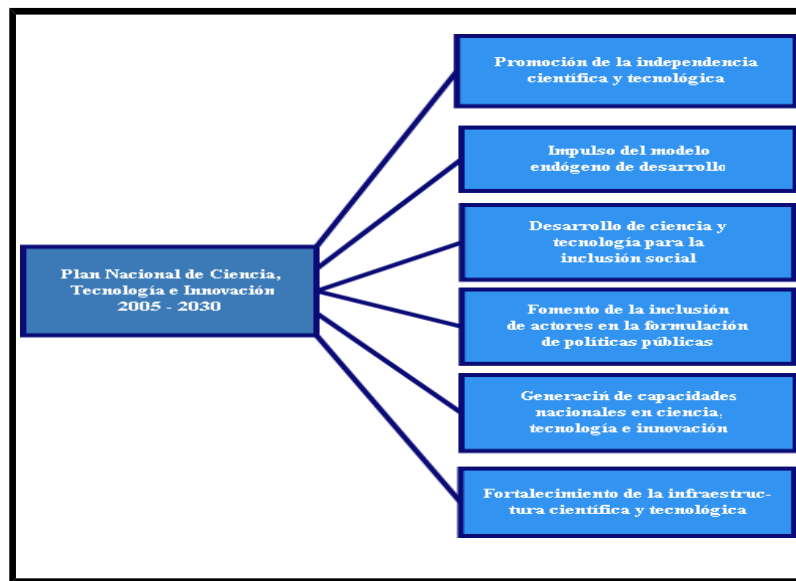 Promoción de la independencia
científica y tecnológica
Impulso del modelo
endógeno de desarrollo
Desarrollo de ciencia y
tecnología para la
inclusión social
Plan Nacional de Ciencia,
Tecnología e Innovación
2005 - 2030
Fomento de la inclusión
de actores en la formulación
de políticas públicas
Generaciń de capacidades
nacionales en ciencia,
tecnología e innovación
Fortalecimiento de la infraestruc-
tura científica y tecnológica